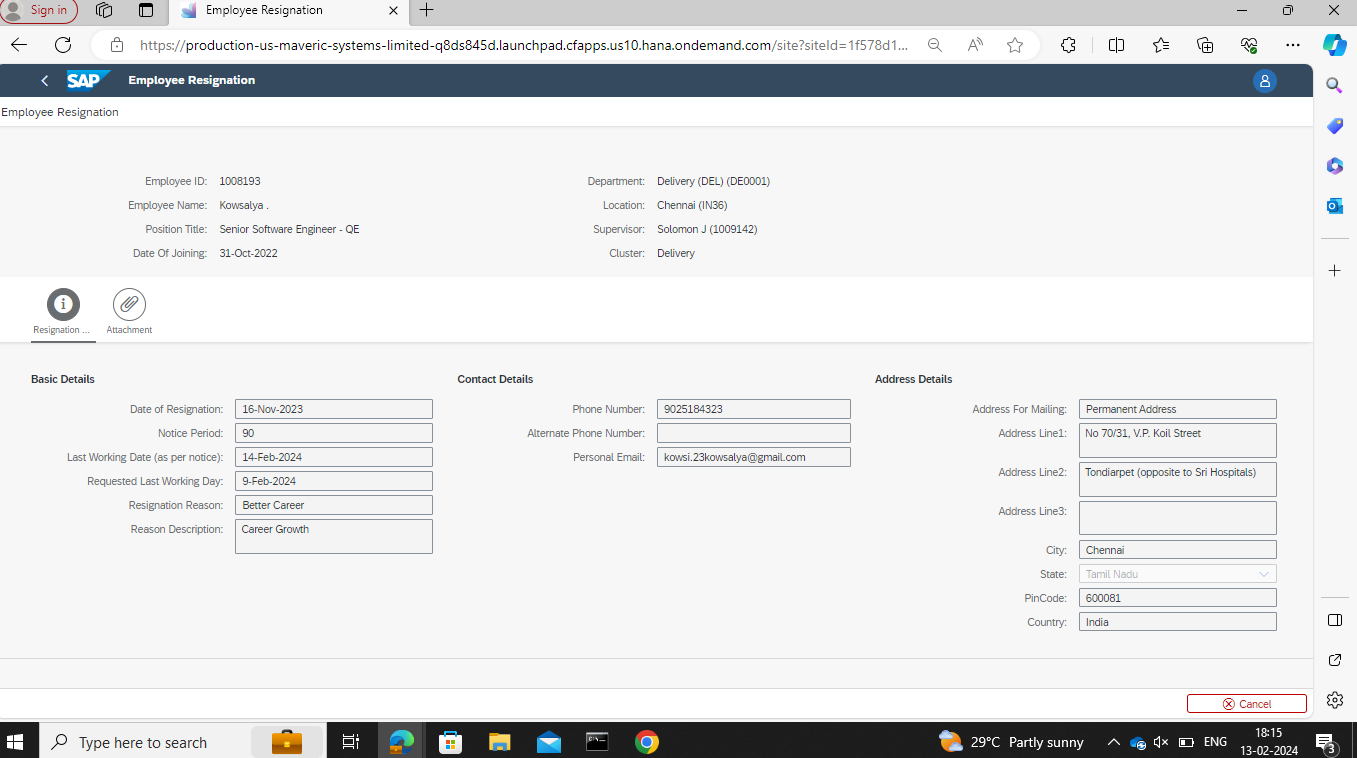 Sign in
Employee Resignation
https://production-us-maveric-systems-limited-q8ds845d.launchpad.cfapps.us10.hana.ondemand.com/site?siteId=1f578d1...
SAP Employee Resignation
Employee Resignation
Employee ID: 1008193
Employee Name: Kowsalya .
Position Title: Senior Software Engineer - QE
Date Of Joining: 31-Oct-2022
Department: Delivery (DEL) (DE0001)
Location: Chennai (IN36)
Supervisor: Solomon J (1009142)
Cluster: Delivery
Resignation ...
Attachment
Basic Details
Date of Resignation: 16-Nov-2023
Notice Period: 90
Last Working Date (as per notice): 14-Feb-2024
Requested Last Working Day: 9-Feb-2024
Resignation Reason: Better Career
Reason Description: Career Growth
Contact Details
Phone Number: 9025184323
Alternate Phone Number:
Personal Email: kowsi.23kowsalya@gmail.com
Address Details
Address For Mailing: Permanent Address
Address Line1: No 70/31, V.P. Koil Street
Address Line2: Tondiarpet (opposite to Sri Hospitals)
Address Line3:
City: Chennai
State: Tamil Nadu
PinCode: 600081
Country: India
Cancel
Type here to search
29°C Partly sunny
ENG
18:15
13-02-2024
3